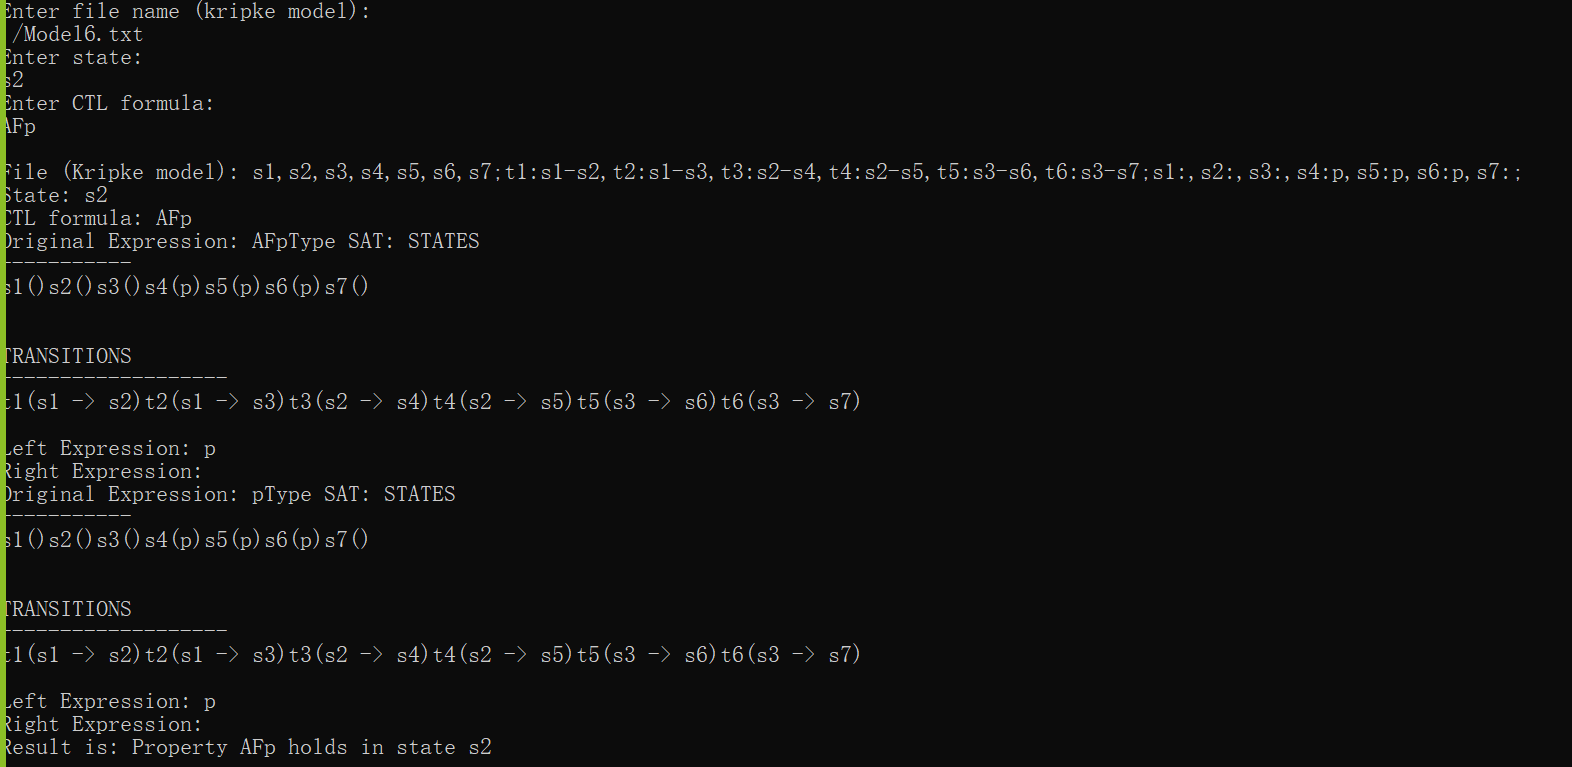 Enter file name (kripke model):
/Model6.txt
Enter state:
s2
Enter CTL formula:
AFp
File (Kripke model): s1,s2,s3,s4,s5,s6,s7;t1:s1-s2,t2:s1-s3,t3:s2-s4,t4:s2-s5,t5:s3-s6,t6:s3-s7;s1:,s2:,s3:,s4:p,s5:p,s6:p,s7:;
State: s2
CTL formula: AFp
Original Expression: AFpType SAT: STATES
-----------
s1()s2()s3()s4(p)s5(p)s6(p)s7()
TRANSITIONS
-------------------
t1(s1 -> s2)t2(s1 -> s3)t3(s2 -> s4)t4(s2 -> s5)t5(s3 -> s6)t6(s3 -> s7)
Left Expression: p
Right Expression:
Original Expression: pType SAT: STATES
-----------
s1()s2()s3()s4(p)s5(p)s6(p)s7()
TRANSITIONS
-------------------
t1(s1 -> s2)t2(s1 -> s3)t3(s2 -> s4)t4(s2 -> s5)t5(s3 -> s6)t6(s3 -> s7)
Left Expression: p
Right Expression:
Result is: Property AFp holds in state s2